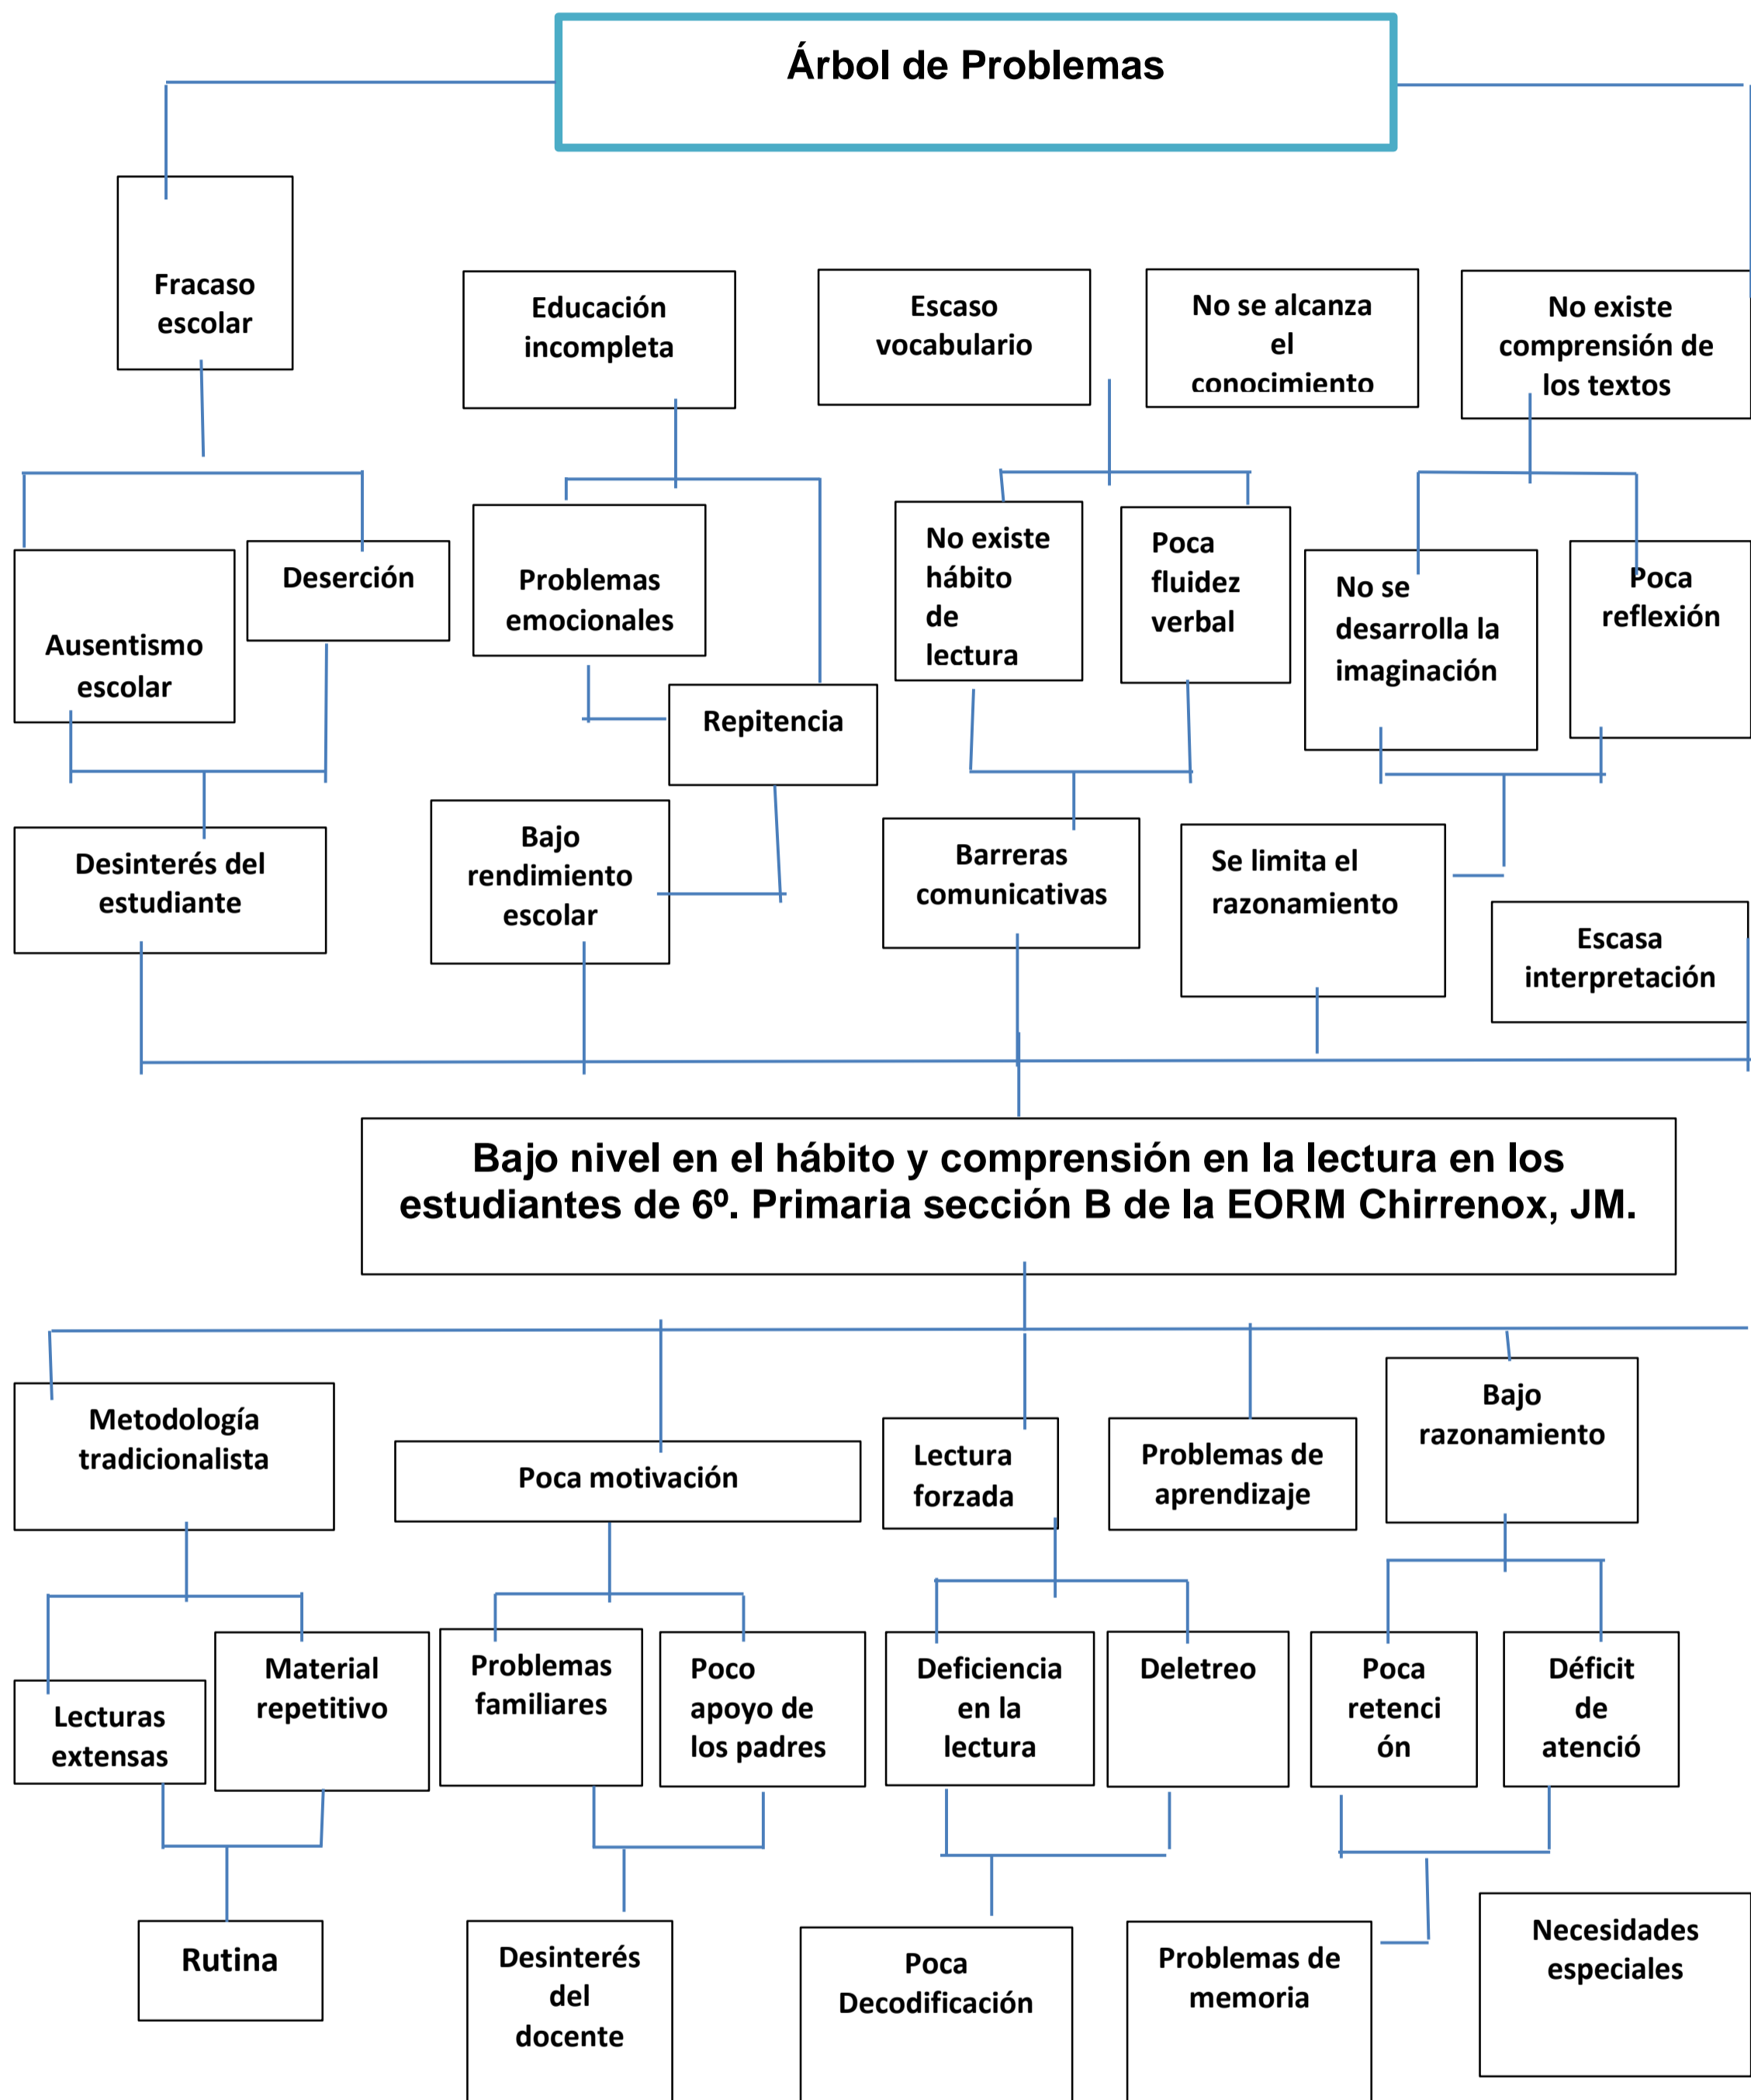 Árbol de Problemas
Fracaso
escolar
Educación
incompleta
Escaso
vocabulario
No se alcanza
el
conocimiento
No existe
comprensión de
los textos
Ausentismo
escolar
Deserción
Problemas
emocionales
Repitencia
No existe
hábito
de
lectura
Poca
fluidez
verbal
No se
desarrolla la
imaginación
Poca
reflexión
Desinterés del
estudiante
Bajo
rendimiento
escolar
Barreras
comunicativas
Se limita el
razonamiento
Escasa
interpretación
Bajo nivel en el hábito y comprensión en la lectura en los
estudiantes de 6º. Primaria sección B de la EORM Chirrenox, JM.
Metodología
tradicionalista
Poca motivación
Lectura
forzada
Problemas de
aprendizaje
Bajo
razonamiento
Lecturas
extensas
Material
repetitivo
Problemas
familiares
Poco
apoyo de
los padres
Deficiencia
en la
lectura
Deletreo
Poca
retenci
ón
Déficit
de
atenció
Rutina
Desinterés
del
docente
Poca
Decodificación
Problemas de
memoria
Necesidades
especiales